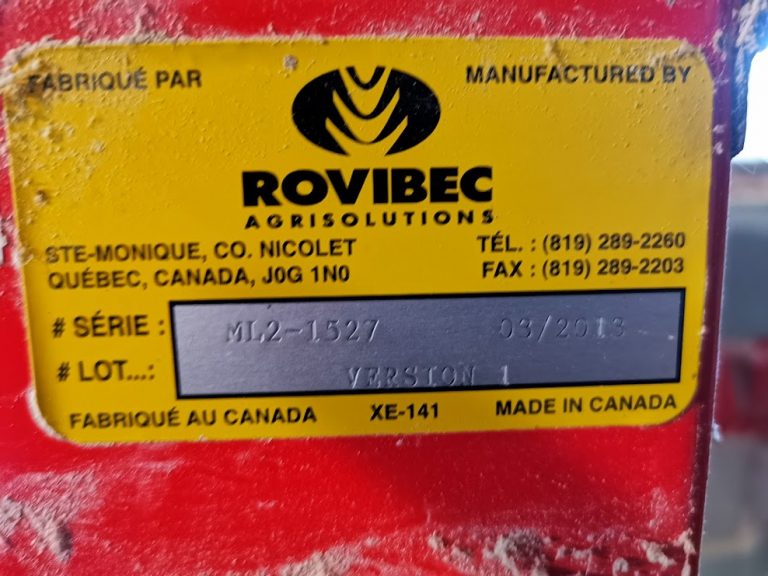 FABRIQUÉ PAR MANUFACTURED BY
ROVIBEC
AGRISOLUTIONS
STE-MONIQUE, CO. NICOLET TÉL. : (819) 289-2260
QUÉBEC, CANADA, J0G 1N0 FAX : (819) 289-2203
# SÉRIE : ML2-1527 03/2013
# LOT...: VERSION 1
FABRIQUÉ AU CANADA XE-141 MADE IN CANADA